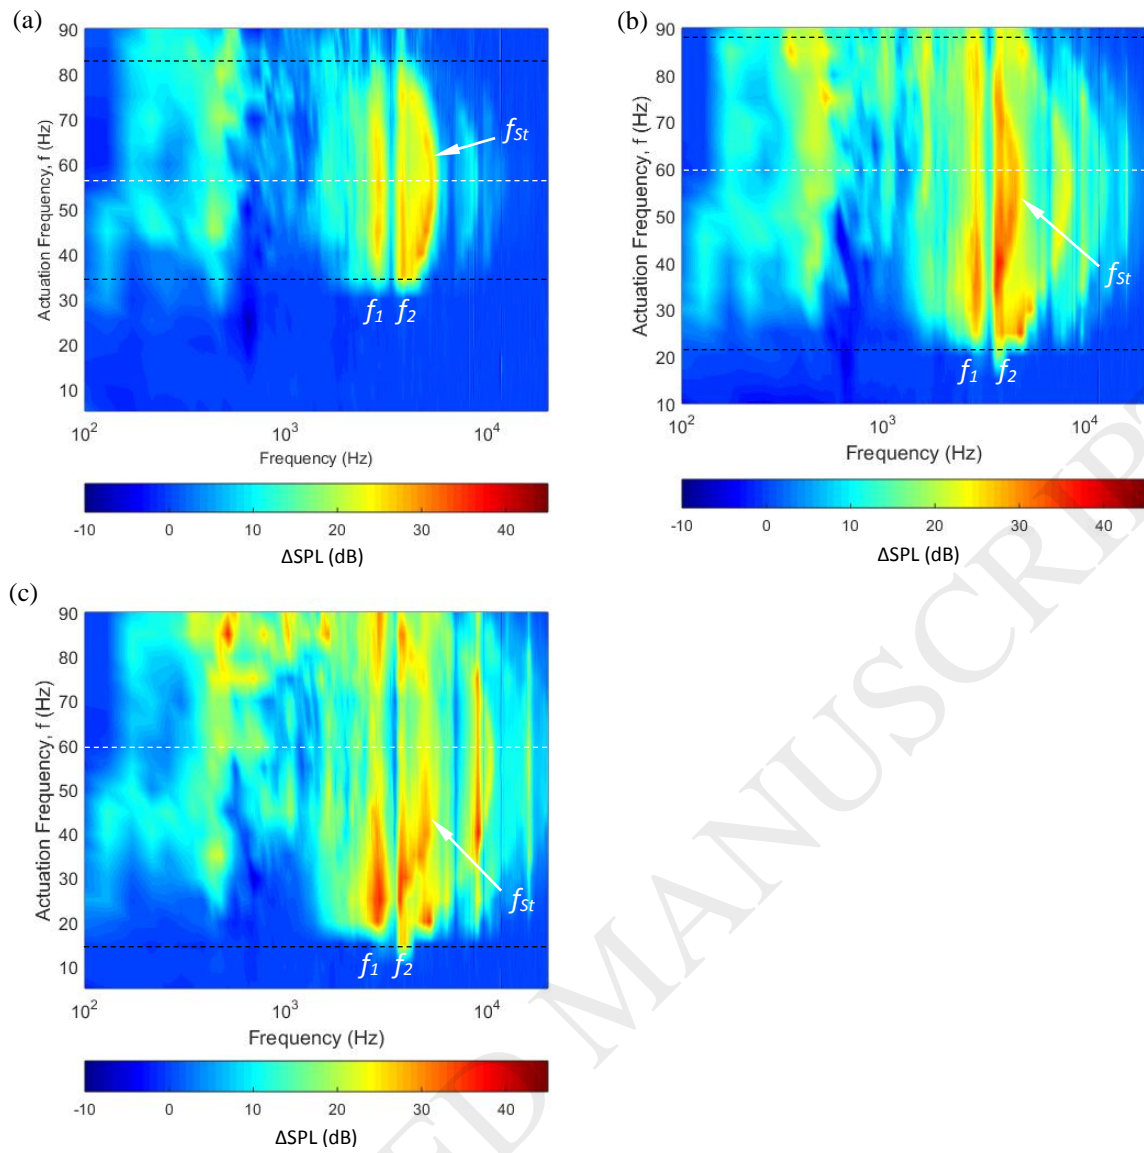 (a)
90
80
70
60
50
40
30
20
10
Actuation Frequency, f (Hz)
fSt
f1 f2
10^2 10^3 10^4
Frequency (Hz)
-10 0 10 20 30 40
ΔSPL (dB)
(b)
90
80
70
60
50
40
30
20
10
Actuation Frequency, f (Hz)
fSt
f1 f2
10^2 10^3 10^4
Frequency (Hz)
-10 0 10 20 30 40
ΔSPL (dB)
(c)
90
80
70
60
50
40
30
20
10
Actuation Frequency, f (Hz)
fSt
f1 f2
10^2 10^3 10^4
Frequency (Hz)
-10 0 10 20 30 40
ΔSPL (dB)
MANUSCRIPT